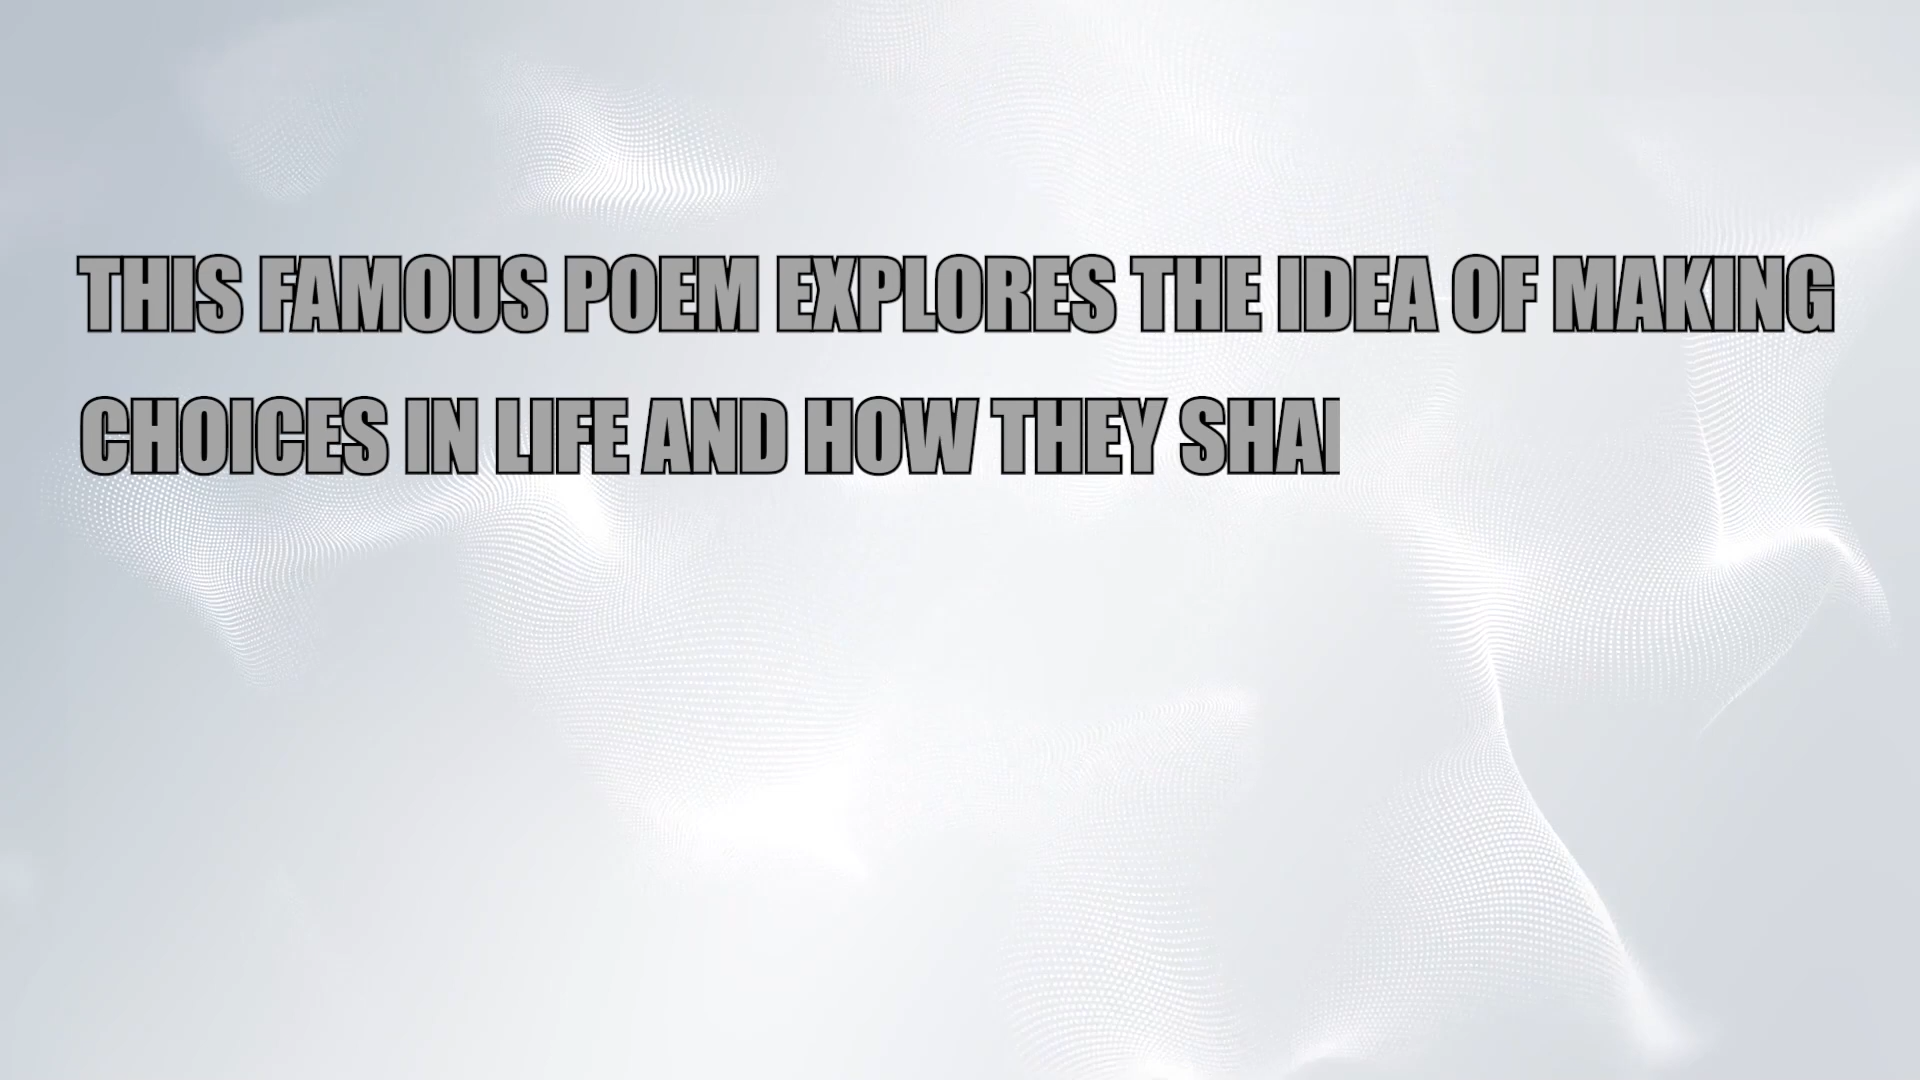 THIS FAMOUS POEM EXPLORES THE IDEA OF MAKING
CHOICES IN LIFE AND HOW THEY